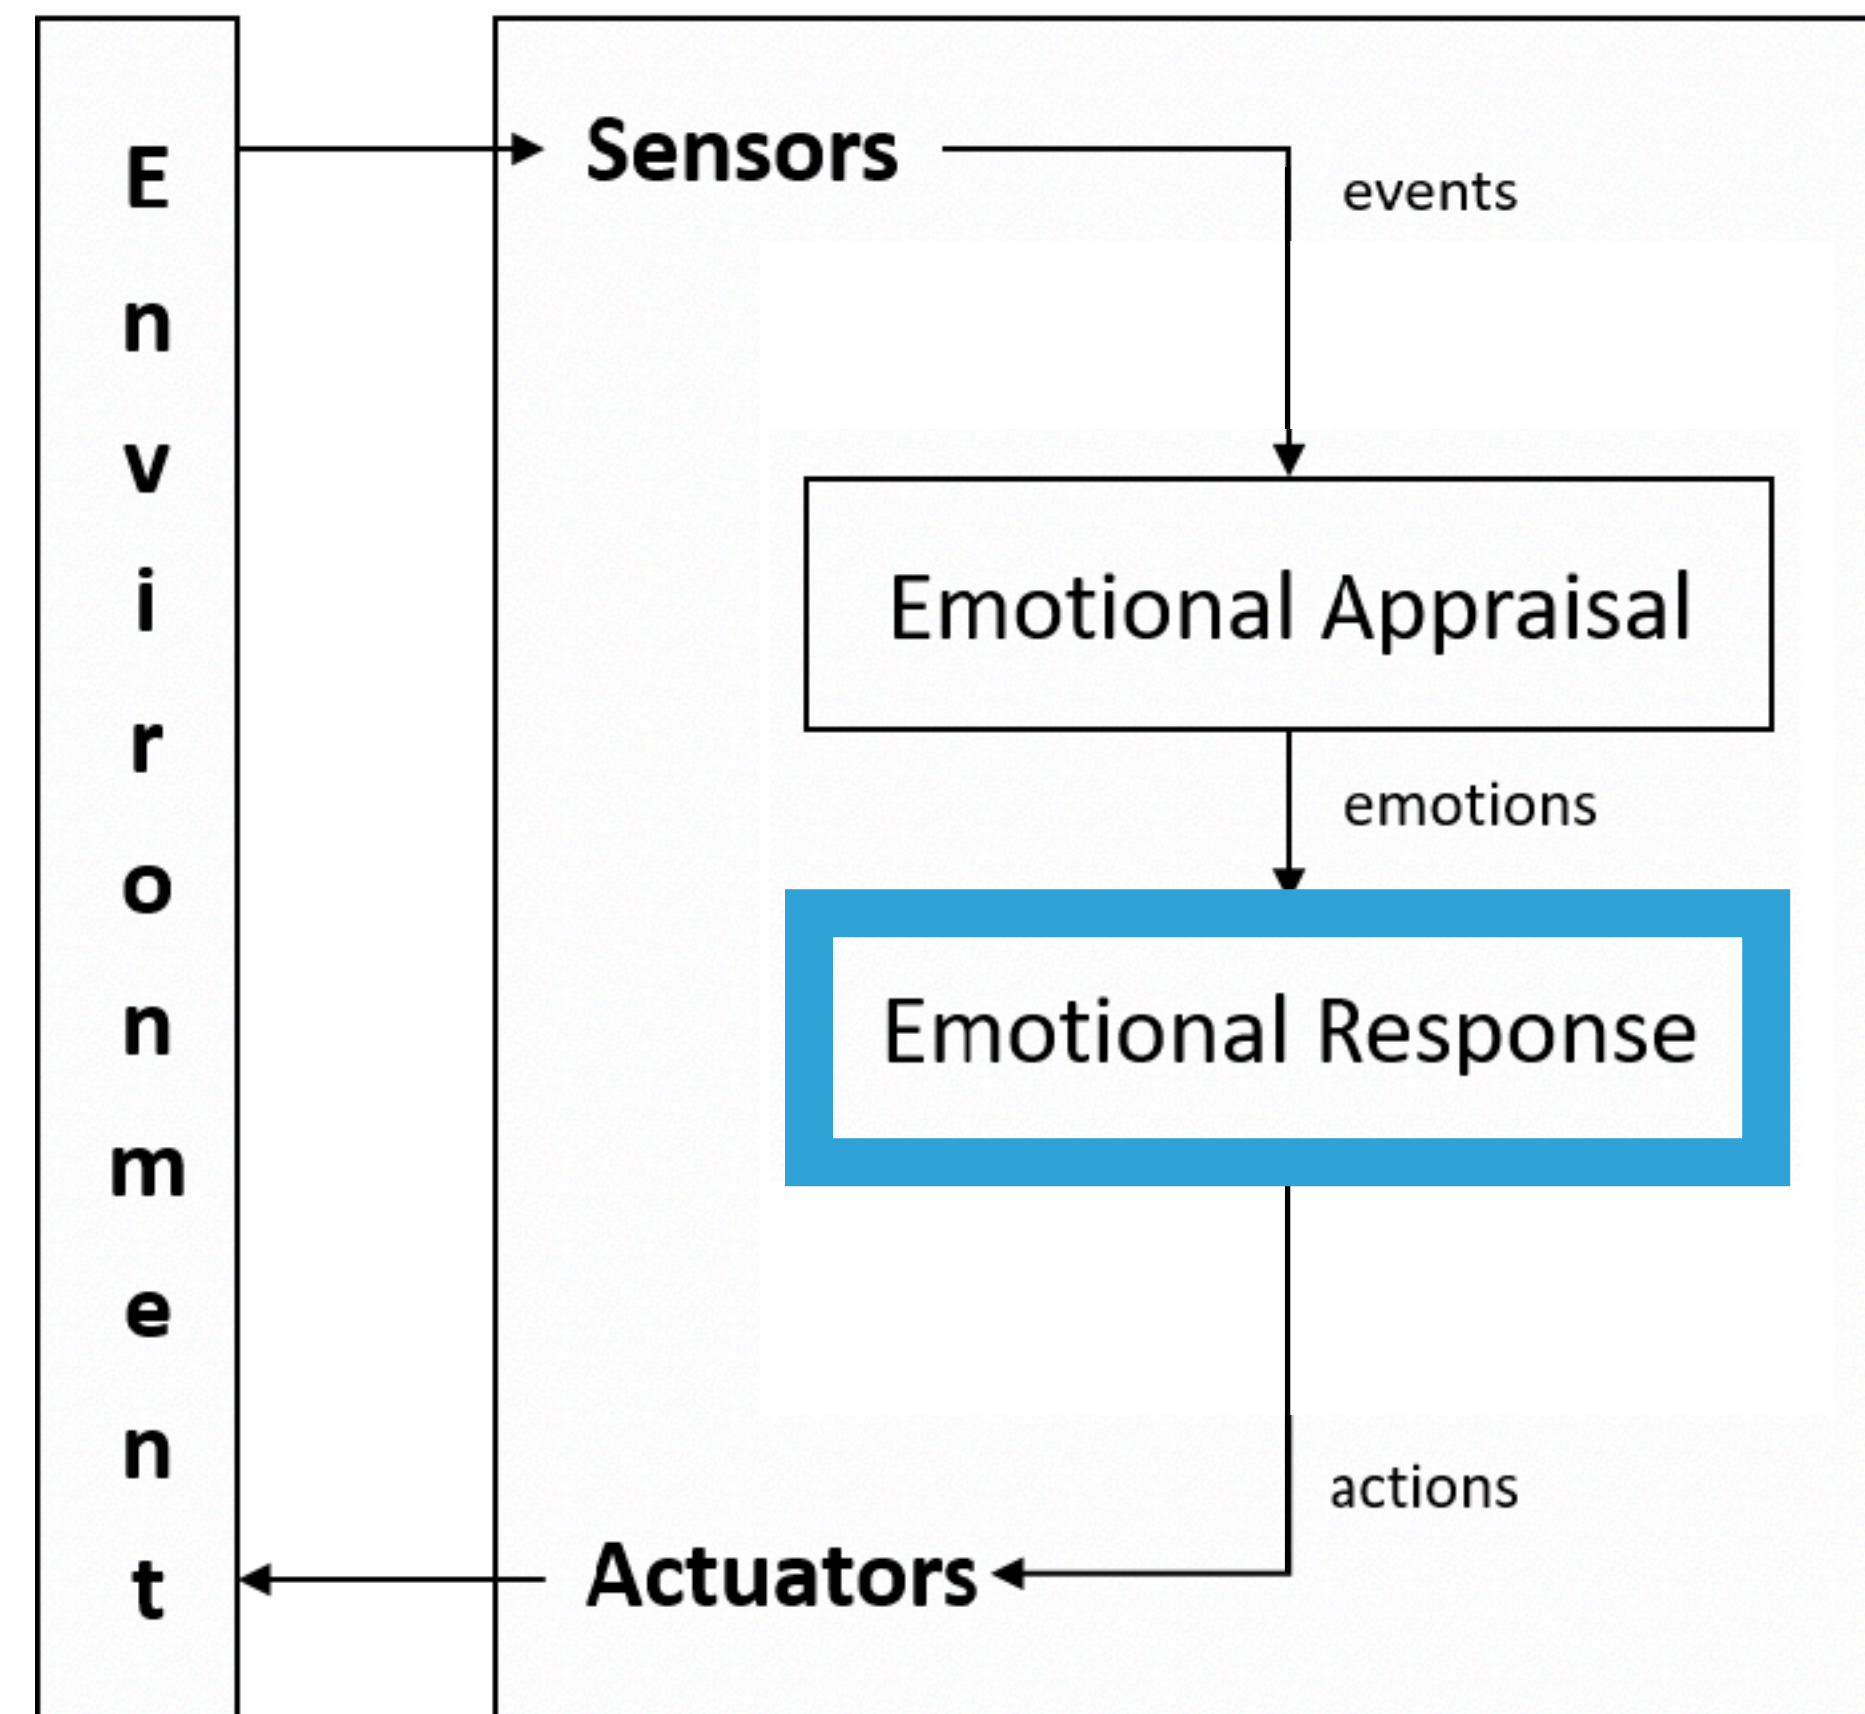 Environment
Sensors
events
Emotional Appraisal
emotions
Emotional Response
actions
Actuators